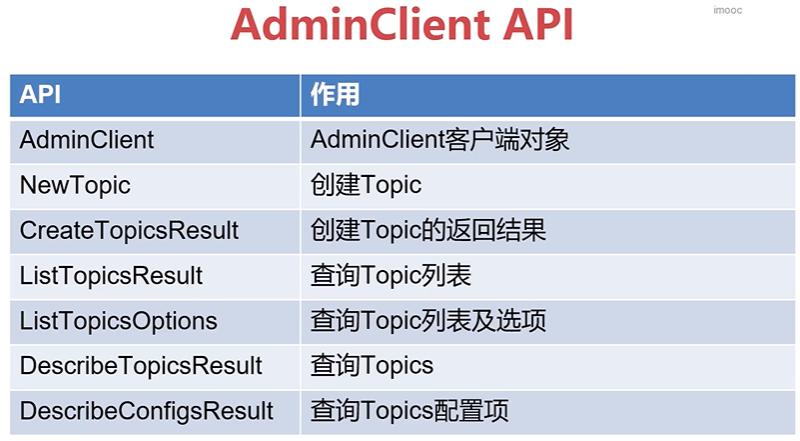 AdminClient API
imooc
API 作用
AdminClient AdminClient客户端对象
NewTopic 创建Topic
CreateTopicsResult 创建Topic的返回结果
ListTopicsResult 查询Topic列表
ListTopicsOptions 查询Topic列表及选项
DescribeTopicsResult 查询Topics
DescribeConfigsResult 查询Topics配置项